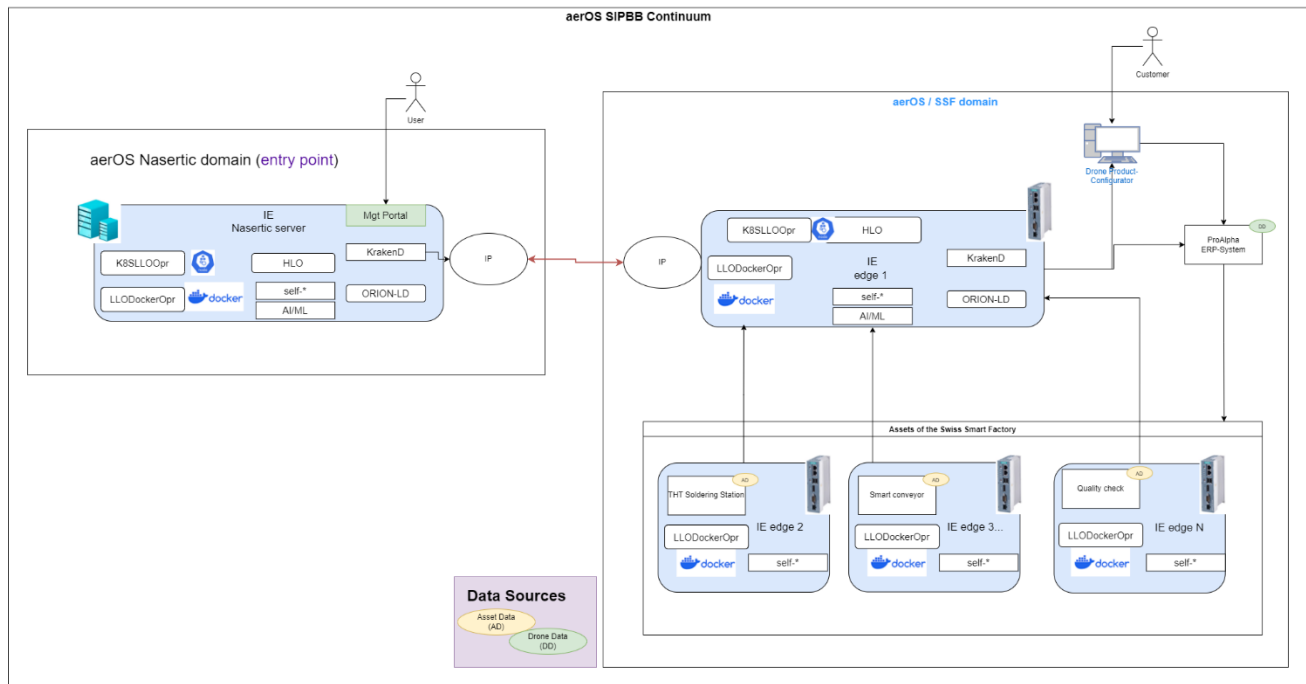 aerOS SIPBB Continuum
Customer
User
aerOS / SSF domain
aerOS Nasertic domain (entry point)
Drone Product-
Configurator
IE
Nasertic server
Mgt Portal
K8SLLOOpr
HLO
KrakenD
LLODockerOpr
docker
self-*
AI/ML
ORION-LD
IP
IP
K8SLLOOpr
HLO
LLODockerOpr
docker
IE
edge 1
self-*
AI/ML
KrakenD
ORION-LD
DD
ProAlpha
ERP-System
Assets of the Swiss Smart Factory
AD
THT Soldering Station
IE edge 2
LLODockerOpr
docker
self-*
AD
Smart conveyor
IE edge 3...
LLODockerOpr
docker
self-*
AD
Quality check
IE edge N
LLODockerOpr
docker
self-*
Data Sources
Asset Data
(AD)
Drone Data
(DD)